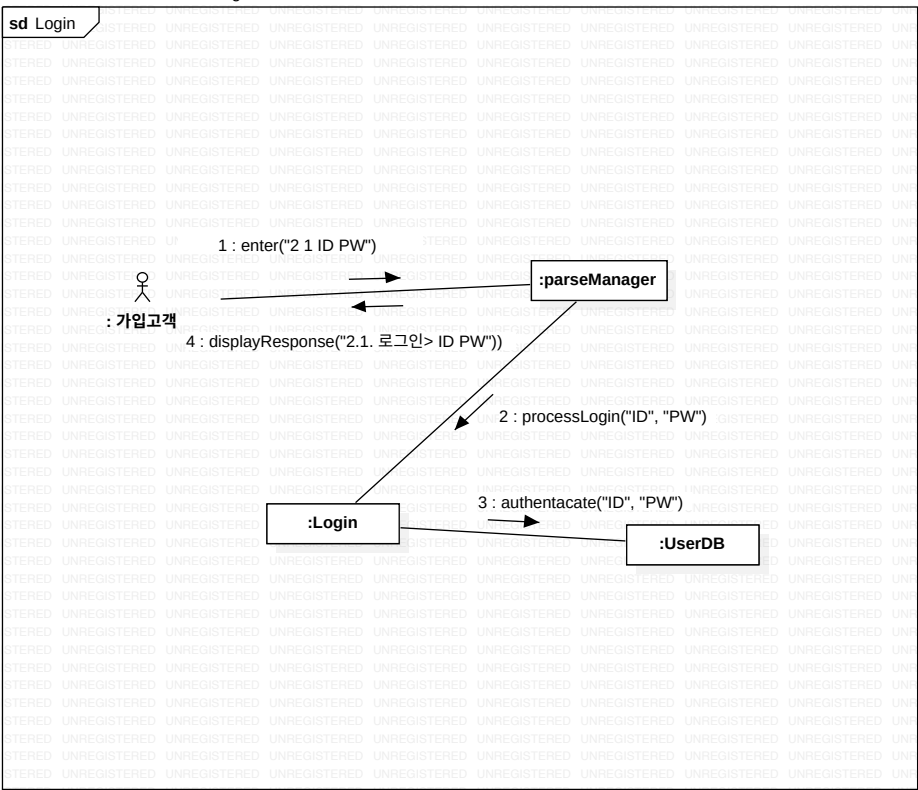 sd Login
1 : enter("2 1 ID PW")
:parseManager
: 가입고객
4 : displayResponse("2.1. 로그인> ID PW"))
2 : processLogin("ID", "PW")
3 : authentacate("ID", "PW")
:Login
:UserDB
UNREGISTERED